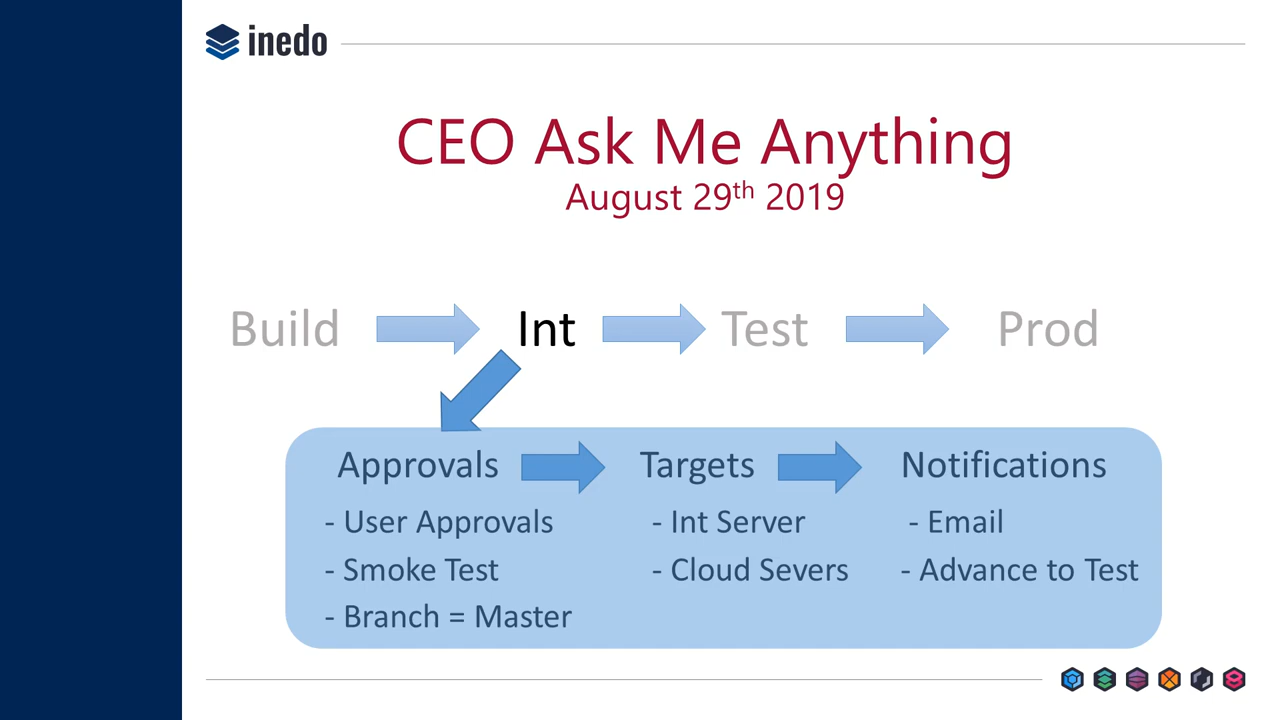 inedo
CEO Ask Me Anything
August 29th 2019
Build Int Test Prod
Approvals Targets Notifications
- User Approvals - Int Server - Email
- Smoke Test - Cloud Severs - Advance to Test
- Branch = Master